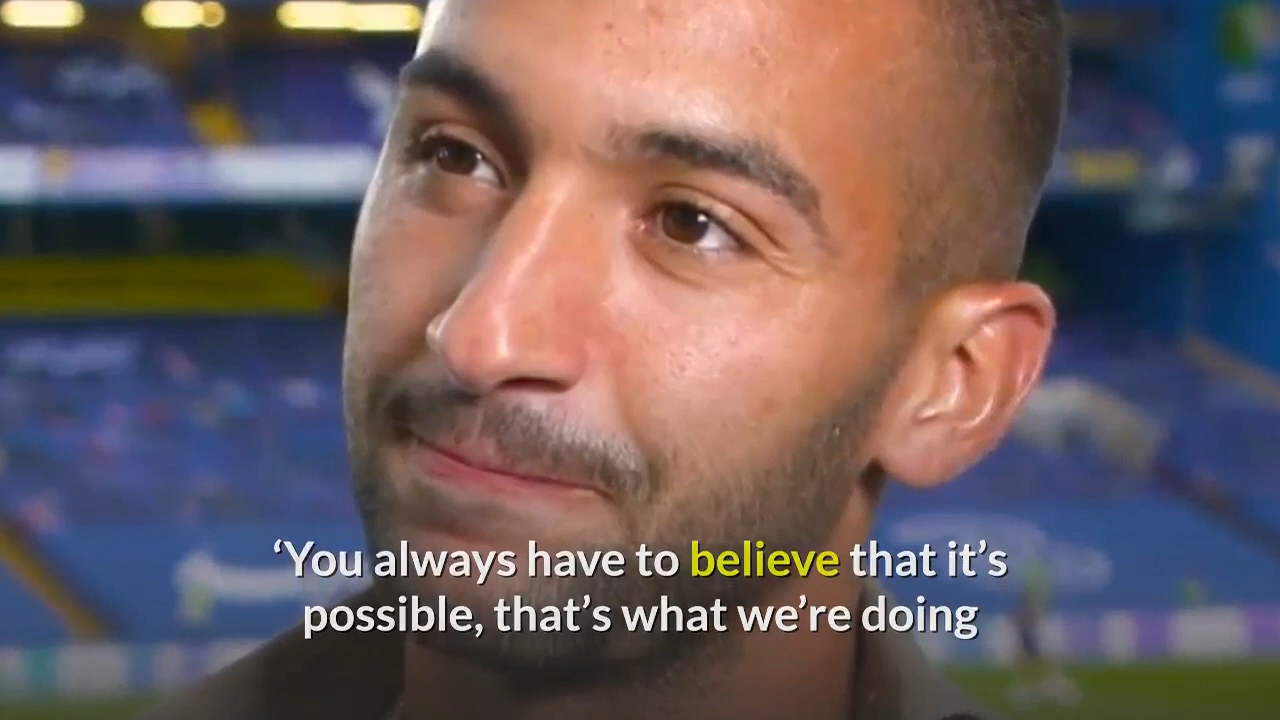 ‘You always have to believe that it’s
possible, that’s what we’re doing